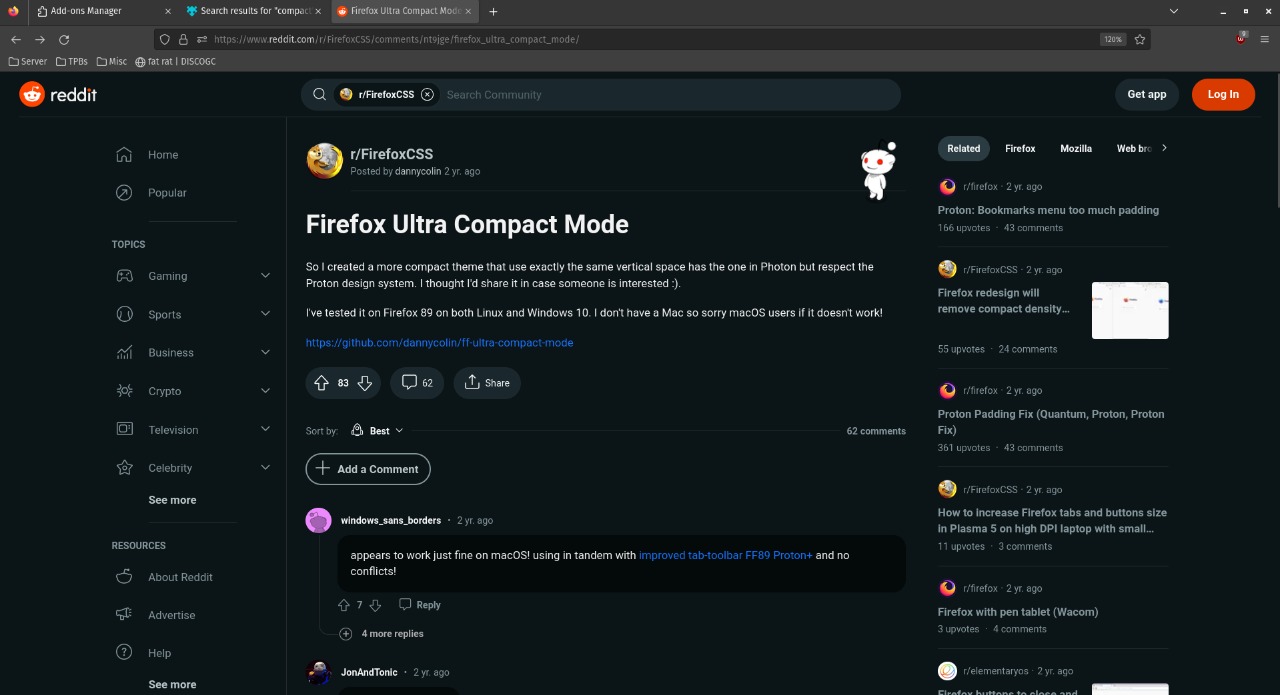 Add-ons Manager
Search results for "compac
Firefox Ultra Compact Mode
https://www.reddit.com/r/FirefoxCSS/comments/nt9jge/firefox_ultra_compact_mode/
120%
Server
TPBs
Misc
fat rat | DISCOGC
reddit
r/FirefoxCSS
Search Community
Get app
Log In
Home
Popular
TOPICS
Gaming
Sports
Business
Crypto
Television
Celebrity
See more
RESOURCES
About Reddit
Advertise
Help
See more
r/FirefoxCSS
Posted by dannycolin 2 yr. ago
Firefox Ultra Compact Mode
So I created a more compact theme that use exactly the same vertical space has the one in Photon but respect the
Proton design system. I thought I'd share it in case someone is interested :).
I've tested it on Firefox 89 on both Linux and Windows 10. I don't have a Mac so sorry macOS users if it doesn't work!
https://github.com/dannycolin/ff-ultra-compact-mode
83
62
Share
Sort by:
Best
62 comments
Add a Comment
windows_sans_borders · 2 yr. ago
appears to work just fine on macOS! using in tandem with improved tab-toolbar FF89 Proton+ and no
conflicts!
7
Reply
4 more replies
JonAndTonic · 2 yr. ago
Related
Firefox
Mozilla
Web bro
r/firefox · 2 yr. ago
Proton: Bookmarks menu too much padding
166 upvotes · 43 comments
r/FirefoxCSS · 2 yr. ago
Firefox redesign will
remove compact density…
55 upvotes · 24 comments
r/firefox · 2 yr. ago
Proton Padding Fix (Quantum, Proton, Proton
Fix)
361 upvotes · 43 comments
r/FirefoxCSS · 2 yr. ago
How to increase Firefox tabs and buttons size
in Plasma 5 on high DPI laptop with small…
11 upvotes · 3 comments
r/firefox · 2 yr. ago
Firefox with pen tablet (Wacom)
3 upvotes · 4 comments
r/elementaryos · 2 yr. ago
Firefox buttons to close and